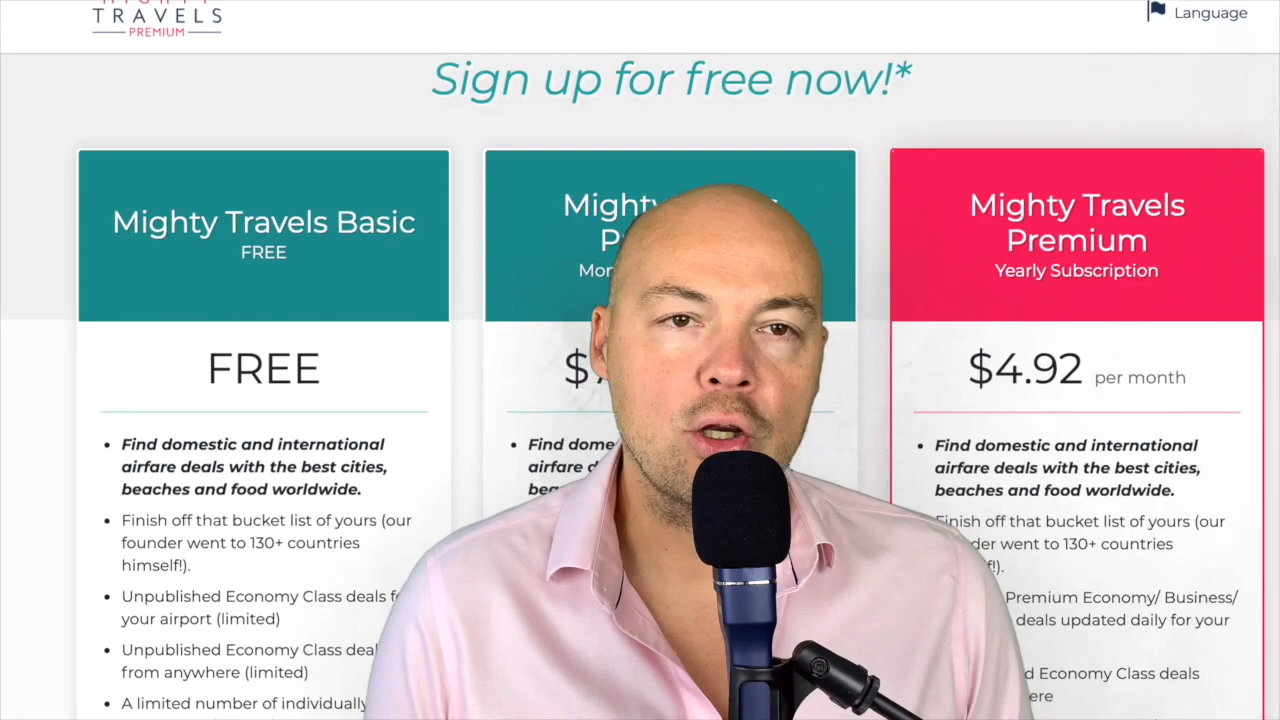 TRAVELS
PREMIUM
Language
Sign up for free now!*
Mighty Travels Basic
FREE
FREE
Find domestic and international
airfare deals with the best cities,
beaches and food worldwide.
Finish off that bucket list of yours (our
founder went to 130+ countries
himself!).
Unpublished Economy Class deals
your airport (limited)
Unpublished Economy Class
from anywhere (limited)
A limited number of individually
Find
airfare
Mighty Travels
Premium
Yearly Subscription
$4.92 per month
Find domestic and international
airfare deals with the best cities,
beaches and food worldwide.
Finish off that bucket list of yours (our
went to 130+ countries
Premium Economy/ Business/
deals updated daily for your
Economy Class deals